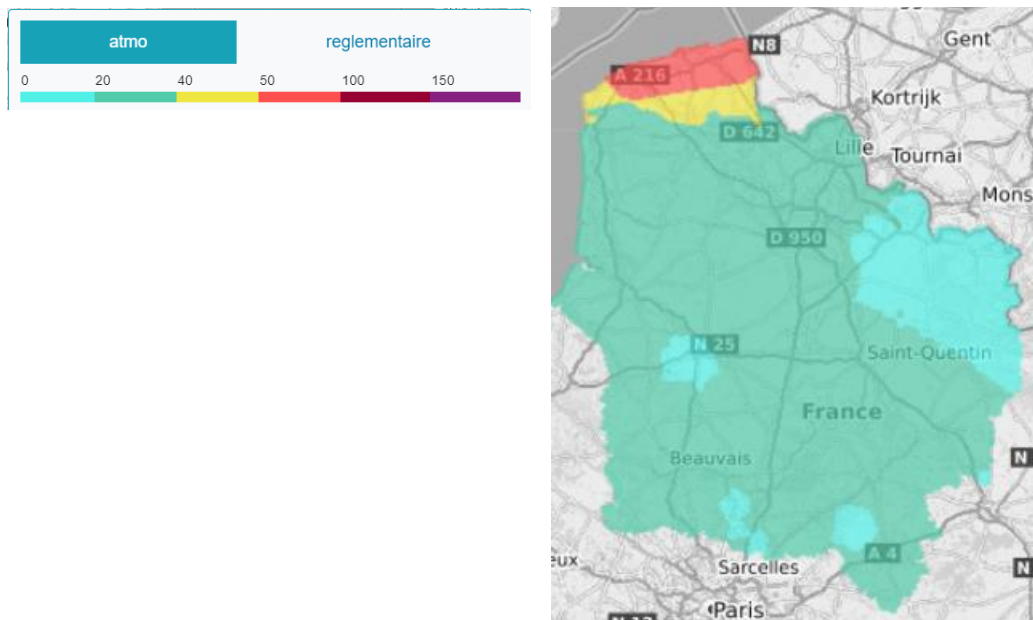 atmo reglementaire
0 20 40 50 100 150
N8
Gent
A 216
Kortrijk
D 642
Lille
Tournai
Mons
D 950
N 25
Saint-Quentin
France
Beauvais
N
A 4
Sarcelles
N
Paris